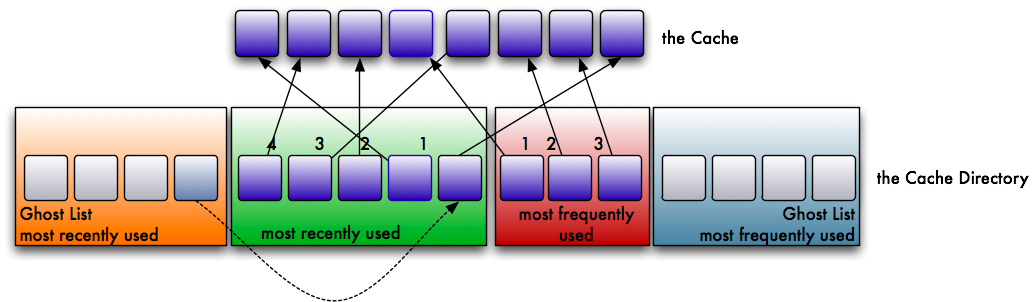 the Cache
4 3 2 1 1 2 3
the Cache Directory
Ghost List
most recently used
most recently used
most frequently
used
Ghost List
most frequently used